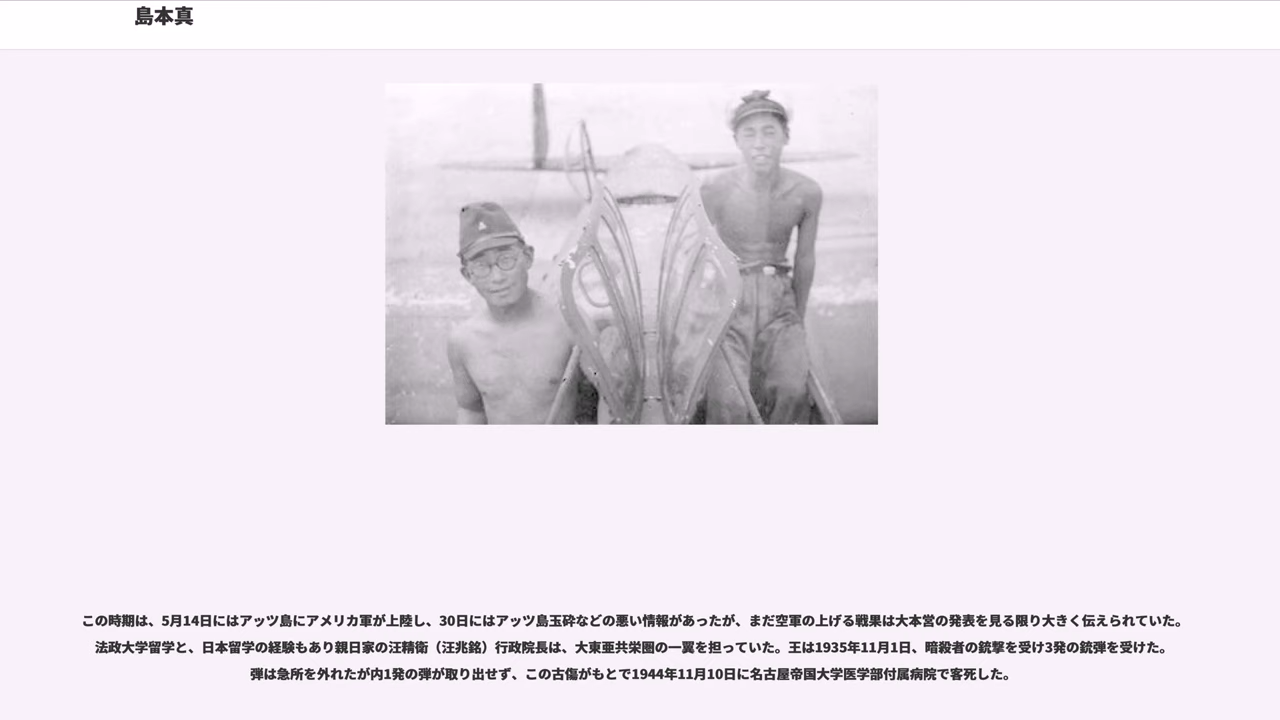 島本真
この時期は、5月14日にはアッツ島にアメリカ軍が上陸し、30日にはアッツ島玉砕などの悪い情報があったが、まだ空軍の上げる戦果は大本営の発表を見る限り大きく伝えられていた。
法政大学留学と、日本留学の経験もあり親日家の汪精衛（汪兆銘）行政院長は、大東亜共栄圏の一翼を担っていた。王は1935年11月1日、暗殺者の銃撃を受け3発の銃弾を受けた。
弾は急所を外れたが内1発の弾が取り出せず、この古傷がもとで1944年11月10日に名古屋帝国大学医学部付属病院で客死した。